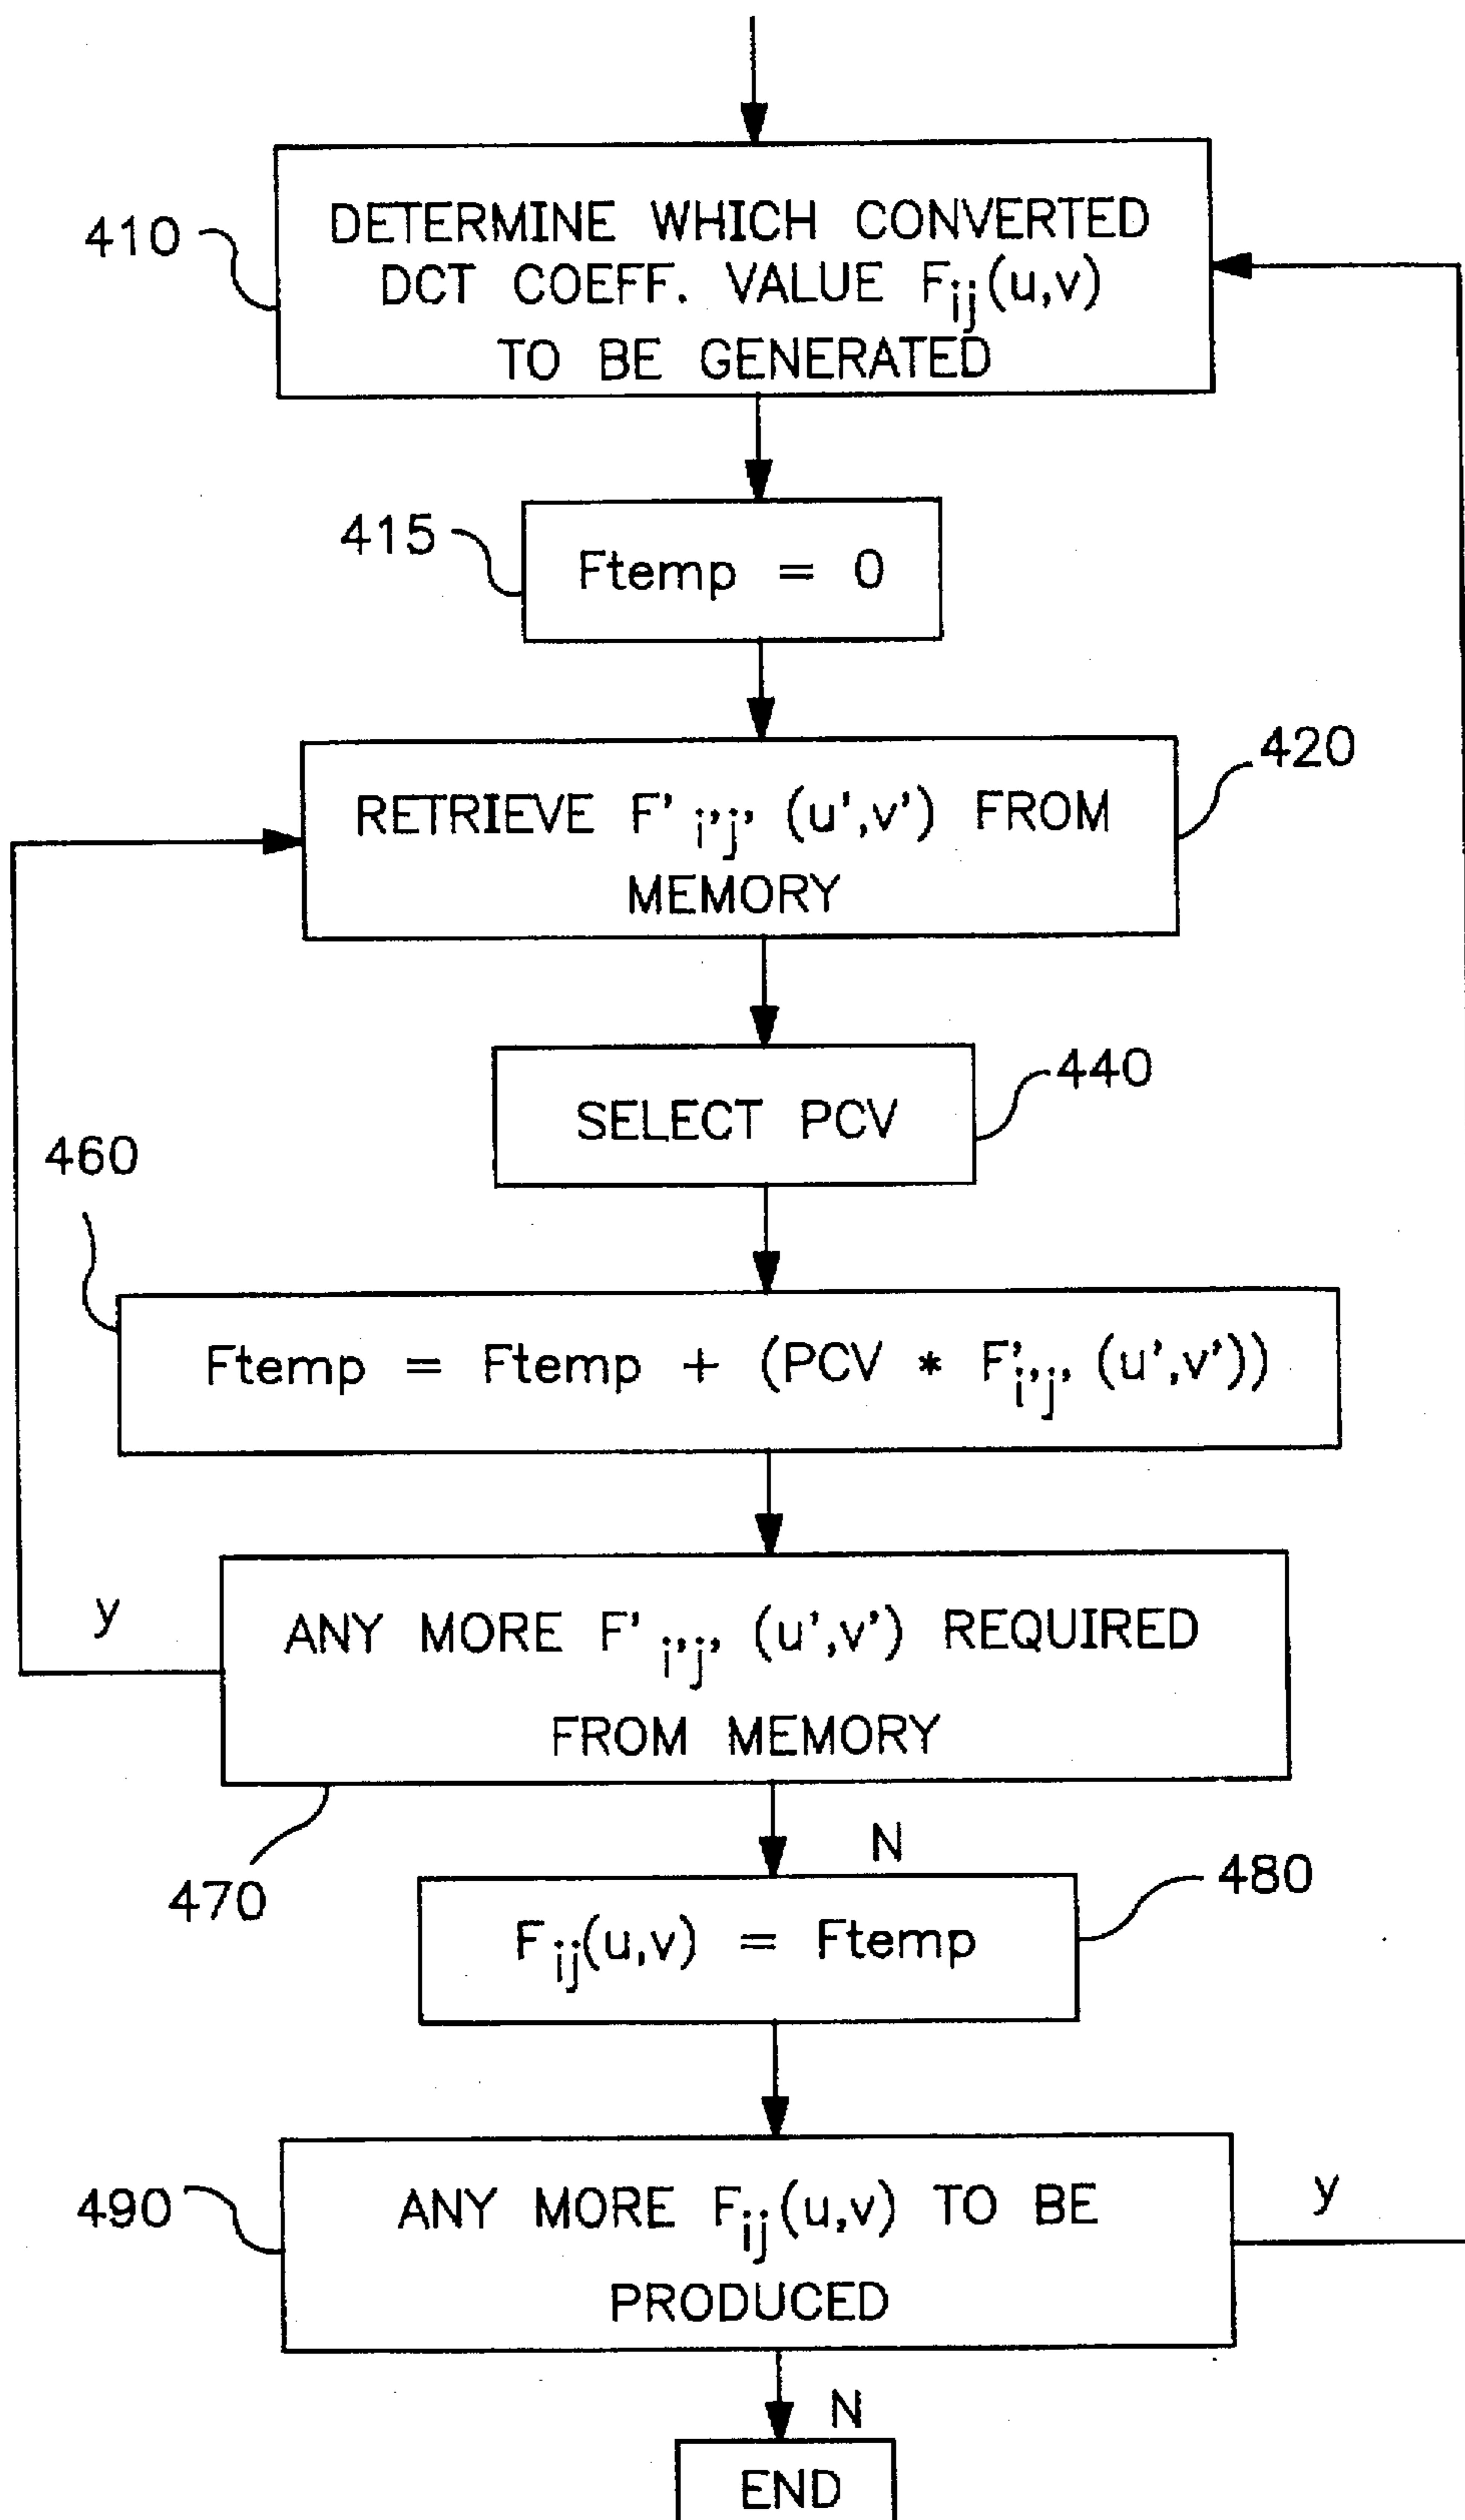 410
DETERMINE WHICH CONVERTED
DCT COEFF. VALUE Fij(u,v)
TO BE GENERATED
415
Ftemp = 0
420
RETRIEVE F'i'j' (u',v') FROM
MEMORY
440
SELECT PCV
460
Ftemp = Ftemp + (PCV * F'i'j' (u',v'))
y
ANY MORE F'i'j' (u',v') REQUIRED
FROM MEMORY
470
N
480
Fij(u,v) = Ftemp
490
ANY MORE Fij(u,v) TO BE
PRODUCED
y
N
END